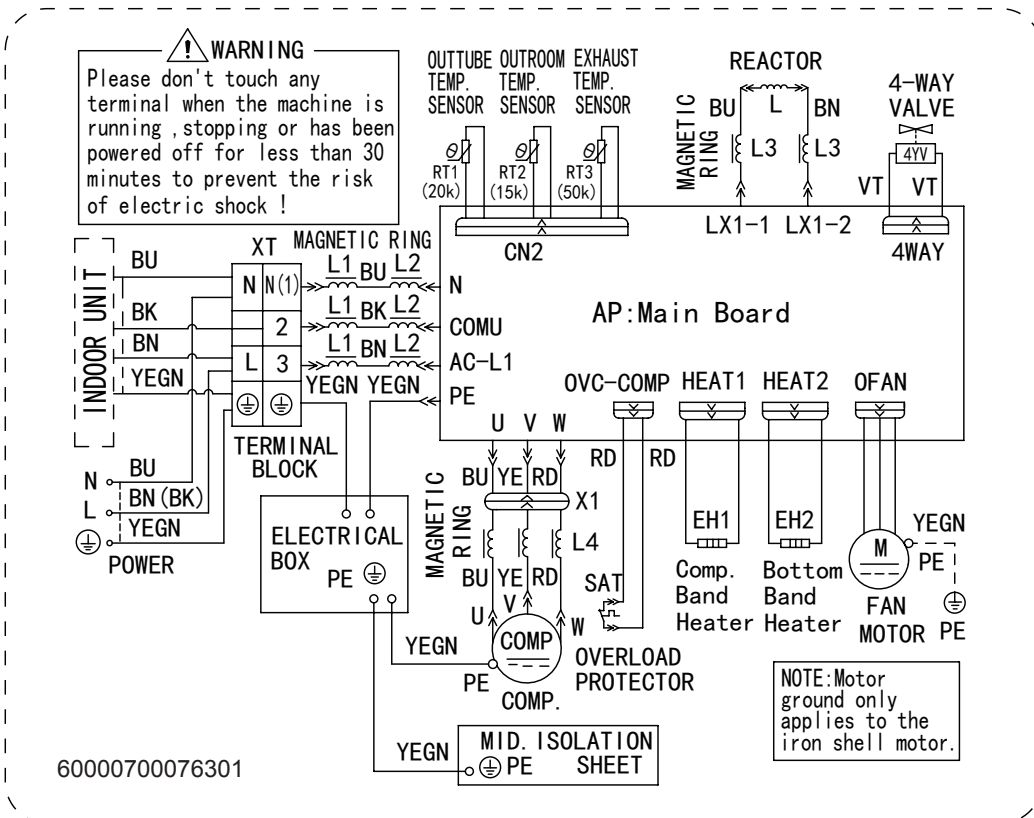 WARNING
Please don't touch any
terminal when the machine is
running ,stopping or has been
powered off for less than 30
minutes to prevent the risk
of electric shock !
OUTTUBE OUTROOM EXHAUST
TEMP. TEMP. TEMP.
SENSOR SENSOR SENSOR
RT1 RT2 RT3
(20k) (15k) (50k)
CN2
REACTOR
BU L BN
MAGNETIC
RING
L3 L3
LX1-1 LX1-2
4-WAY
VALVE
4YV
VT VT
4WAY
AP:Main Board
INDOOR UNIT
BU
BK
BN
YEGN
XT
N N(1)
2
L 3
TERMINAL
BLOCK
MAGNETIC RING
L1 BU L2
L1 BK L2
L1 BN L2
YEGN YEGN
N
COMU
AC-L1
PE
N BU
L BN(BK)
YEGN
POWER
ELECTRICAL
BOX
PE
U V W
BU YE RD
X1
MAGNETIC
RING
L4
BU YE RD
U V W
COMP
COMP.
YEGN
PE
OVC-COMP HEAT1 HEAT2 OFAN
RD RD
SAT
OVERLOAD
PROTECTOR
EH1
Comp.
Band
Heater
EH2
Bottom
Band
Heater
M
FAN
MOTOR
YEGN
PE
PE
YEGN
MID. ISOLATION
PE SHEET
NOTE:Motor
ground only
applies to the
iron shell motor.
60000700076301